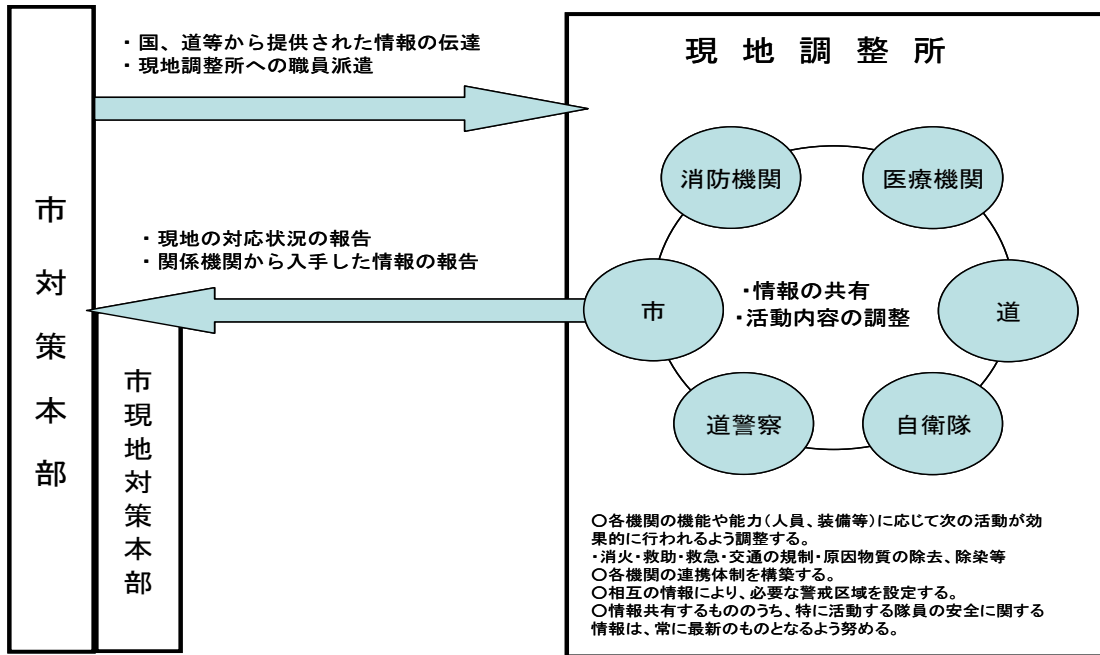 ・国、道等から提供された情報の伝達
・現地調整所への職員派遣
現地調整所
消防機関
医療機関
市対策本部
・現地の対応状況の報告
・関係機関から入手した情報の報告
市
・情報の共有
・活動内容の調整
道
市現地対策本部
道警察
自衛隊
○各機関の機能や能力(人員、装備等)に応じて次の活動が効
果的に行われるよう調整する。
・消火・救助・救急・交通の規制・原因物質の除去、除染等
○各機関の連携体制を構築する。
○相互の情報により、必要な警戒区域を設定する。
○情報共有するもののうち、特に活動する隊員の安全に関する
情報は、常に最新のものとなるよう努める。